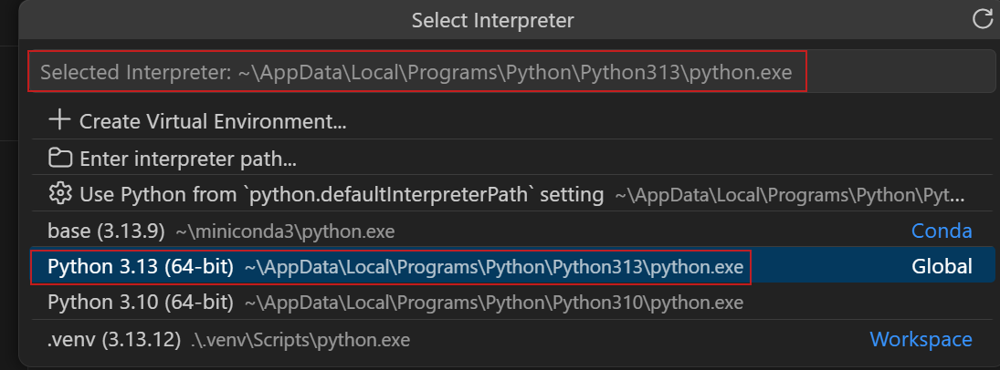 Select Interpreter
Selected Interpreter: ~\AppData\Local\Programs\Python\Python313\python.exe
Create Virtual Environment...
Enter interpreter path...
Use Python from `python.defaultInterpreterPath` setting ~\AppData\Local\Programs\Python\Pyt...
base (3.13.9) ~\miniconda3\python.exe Conda
Python 3.13 (64-bit) ~\AppData\Local\Programs\Python\Python313\python.exe Global
Python 3.10 (64-bit) ~\AppData\Local\Programs\Python\Python310\python.exe
.venv (3.13.12) .\.venv\Scripts\python.exe Workspace